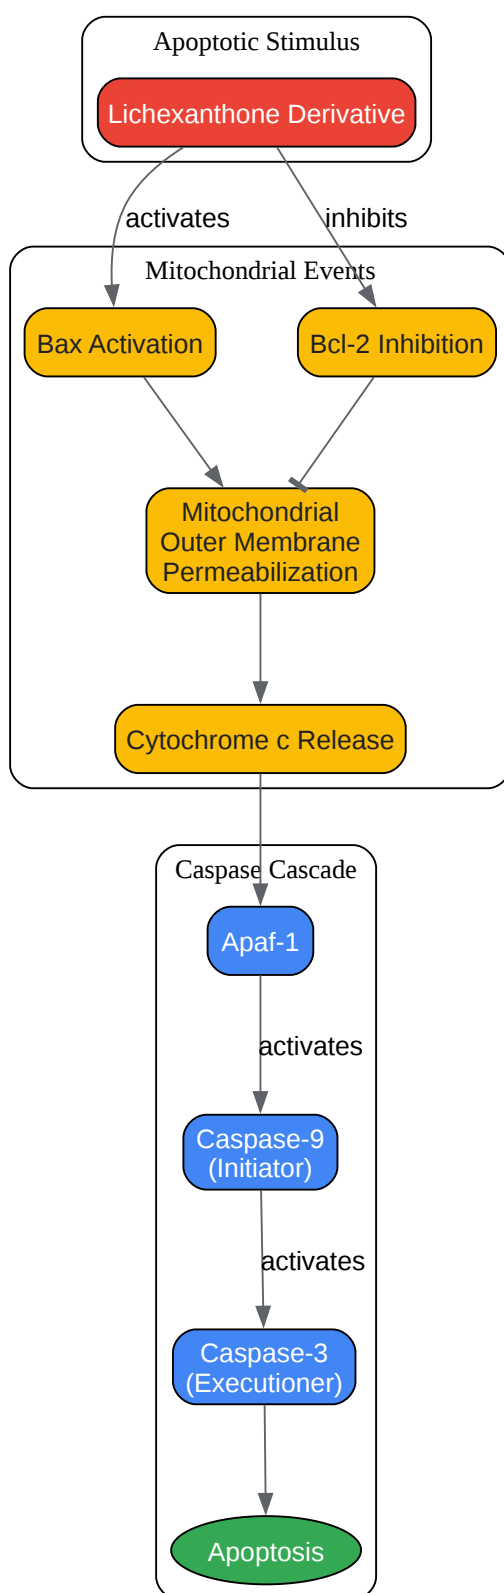 Apoptotic Stimulus
Lichexanthone Derivative
activates
inhibits
Mitochondrial Events
Bax Activation
Bcl-2 Inhibition
Mitochondrial
Outer Membrane
Permeabilization
Cytochrome c Release
Caspase Cascade
Apaf-1
activates
Caspase-9
(Initiator)
activates
Caspase-3
(Executioner)
Apoptosis